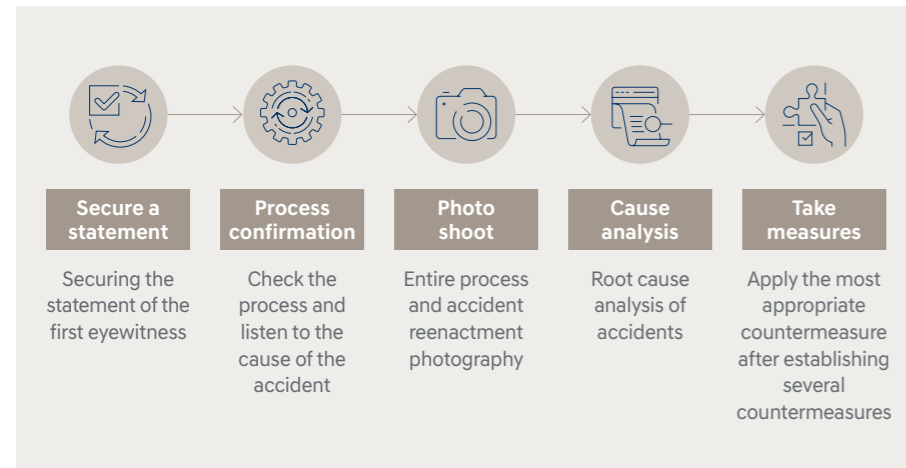 Secure a
statement
Securing the
statement of the
first eyewitness
Process
confirmation
Check the
process and
listen to the
cause of the
accident
Photo
shoot
Entire process
and accident
reenactment
photography
Cause
analysis
Root cause
analysis of
accidents
Take
measures
Apply the most
appropriate
countermeasure
after establishing
several
countermeasures